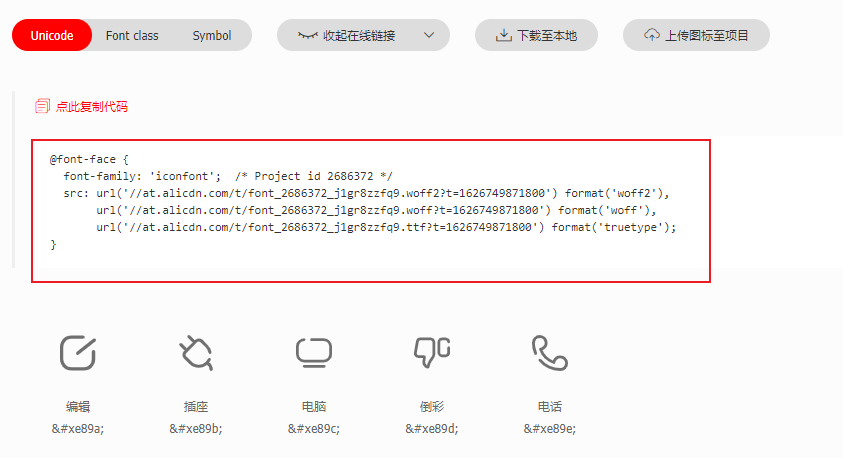 Unicode Font class Symbol 收起在线链接 下载至本地 上传图标至项目
点此复制代码
@font-face {
  font-family: 'iconfont';  /* Project id 2686372 */
  src: url('//at.alicdn.com/t/font_2686372_j1gr8zzfq9.woff2?t=1626749871800') format('woff2'),
       url('//at.alicdn.com/t/font_2686372_j1gr8zzfq9.woff?t=1626749871800') format('woff'),
       url('//at.alicdn.com/t/font_2686372_j1gr8zzfq9.ttf?t=1626749871800') format('truetype');
}
编辑 插座 电脑 倒彩 电话
&#xe89a; &#xe89b; &#xe89c; &#xe89d; &#xe89e;